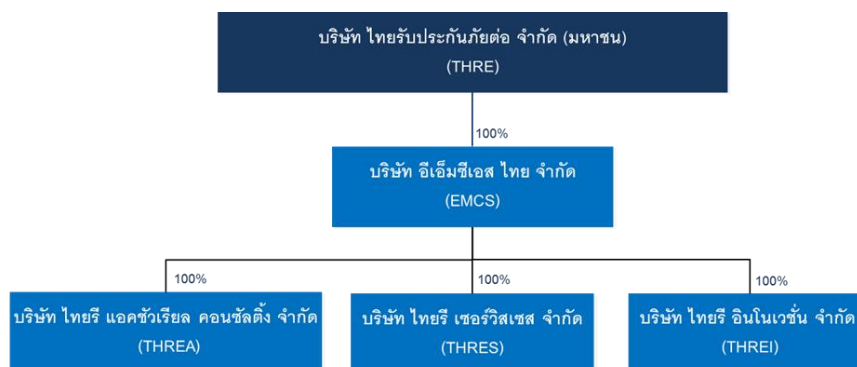 บริษัท ไทยรับประกันภัยต่อ จำกัด (มหาชน)
(THRE)
100%
บริษัท อีเอ็มซีเอส ไทย จำกัด
(EMCS)
100%
100%
100%
บริษัท ไทยรี แอคชัวเรียล คอนซัลติ้ง จำกัด
(THREA)
บริษัท ไทยรี เซอร์วิสเซส จำกัด
(THRES)
บริษัท ไทยรี อินโนเวชั่น จำกัด
(THREI)